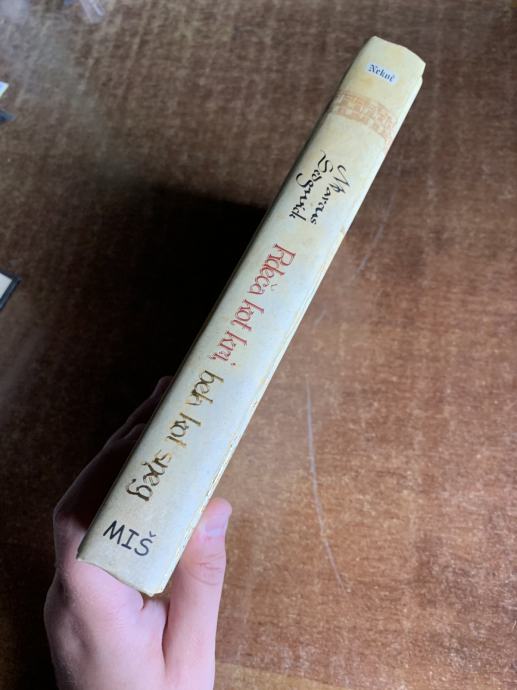 Nekoč
Marcus
Sedgwick
Rdeča kot kri, bela kot sneg
MIŠ